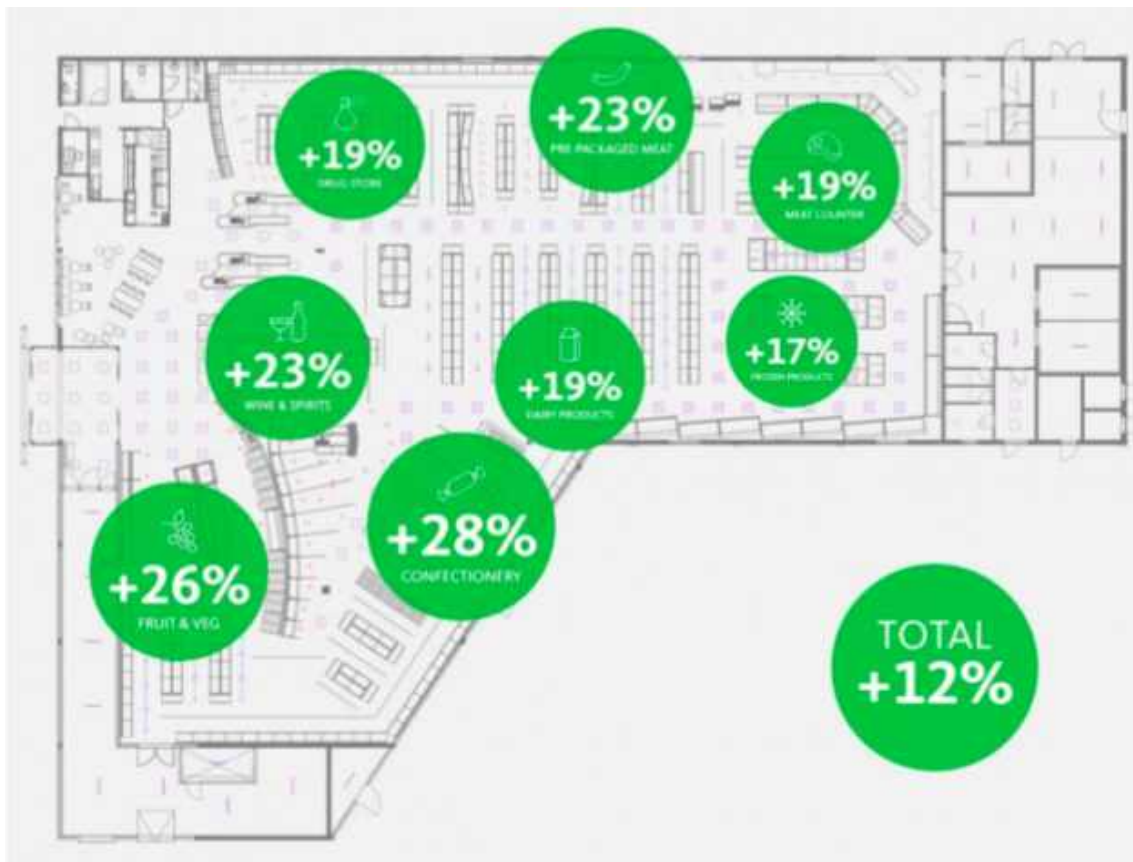 +19%
DRUG STORE
+23%
PRE-PACKAGED MEAT
+19%
MEAT COUNTER
+23%
WINE & SPIRITS
+19%
DAIRY PRODUCTS
+17%
FROZEN PRODUCTS
+28%
CONFECTIONERY
+26%
FRUIT & VEG
TOTAL
+12%